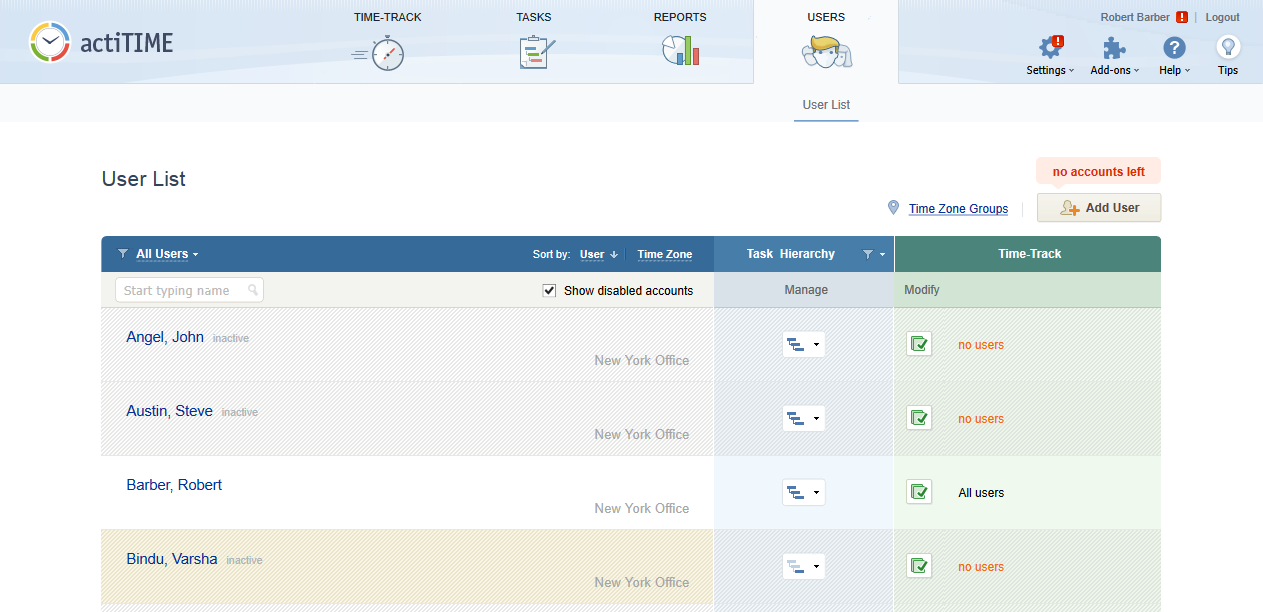 actiTIME
TIME-TRACK
TASKS
REPORTS
USERS
Robert Barber ! | Logout
Settings
Add-ons
Help
Tips
User List
User List
no accounts left
Time Zone Groups
Add User
All Users
Sort by: User ↓ Time Zone
Task Hierarchy
Time-Track
Start typing name
Show disabled accounts
Manage
Modify
Angel, John inactive
New York Office
no users
Austin, Steve inactive
New York Office
no users
Barber, Robert
New York Office
All users
Bindu, Varsha inactive
New York Office
no users